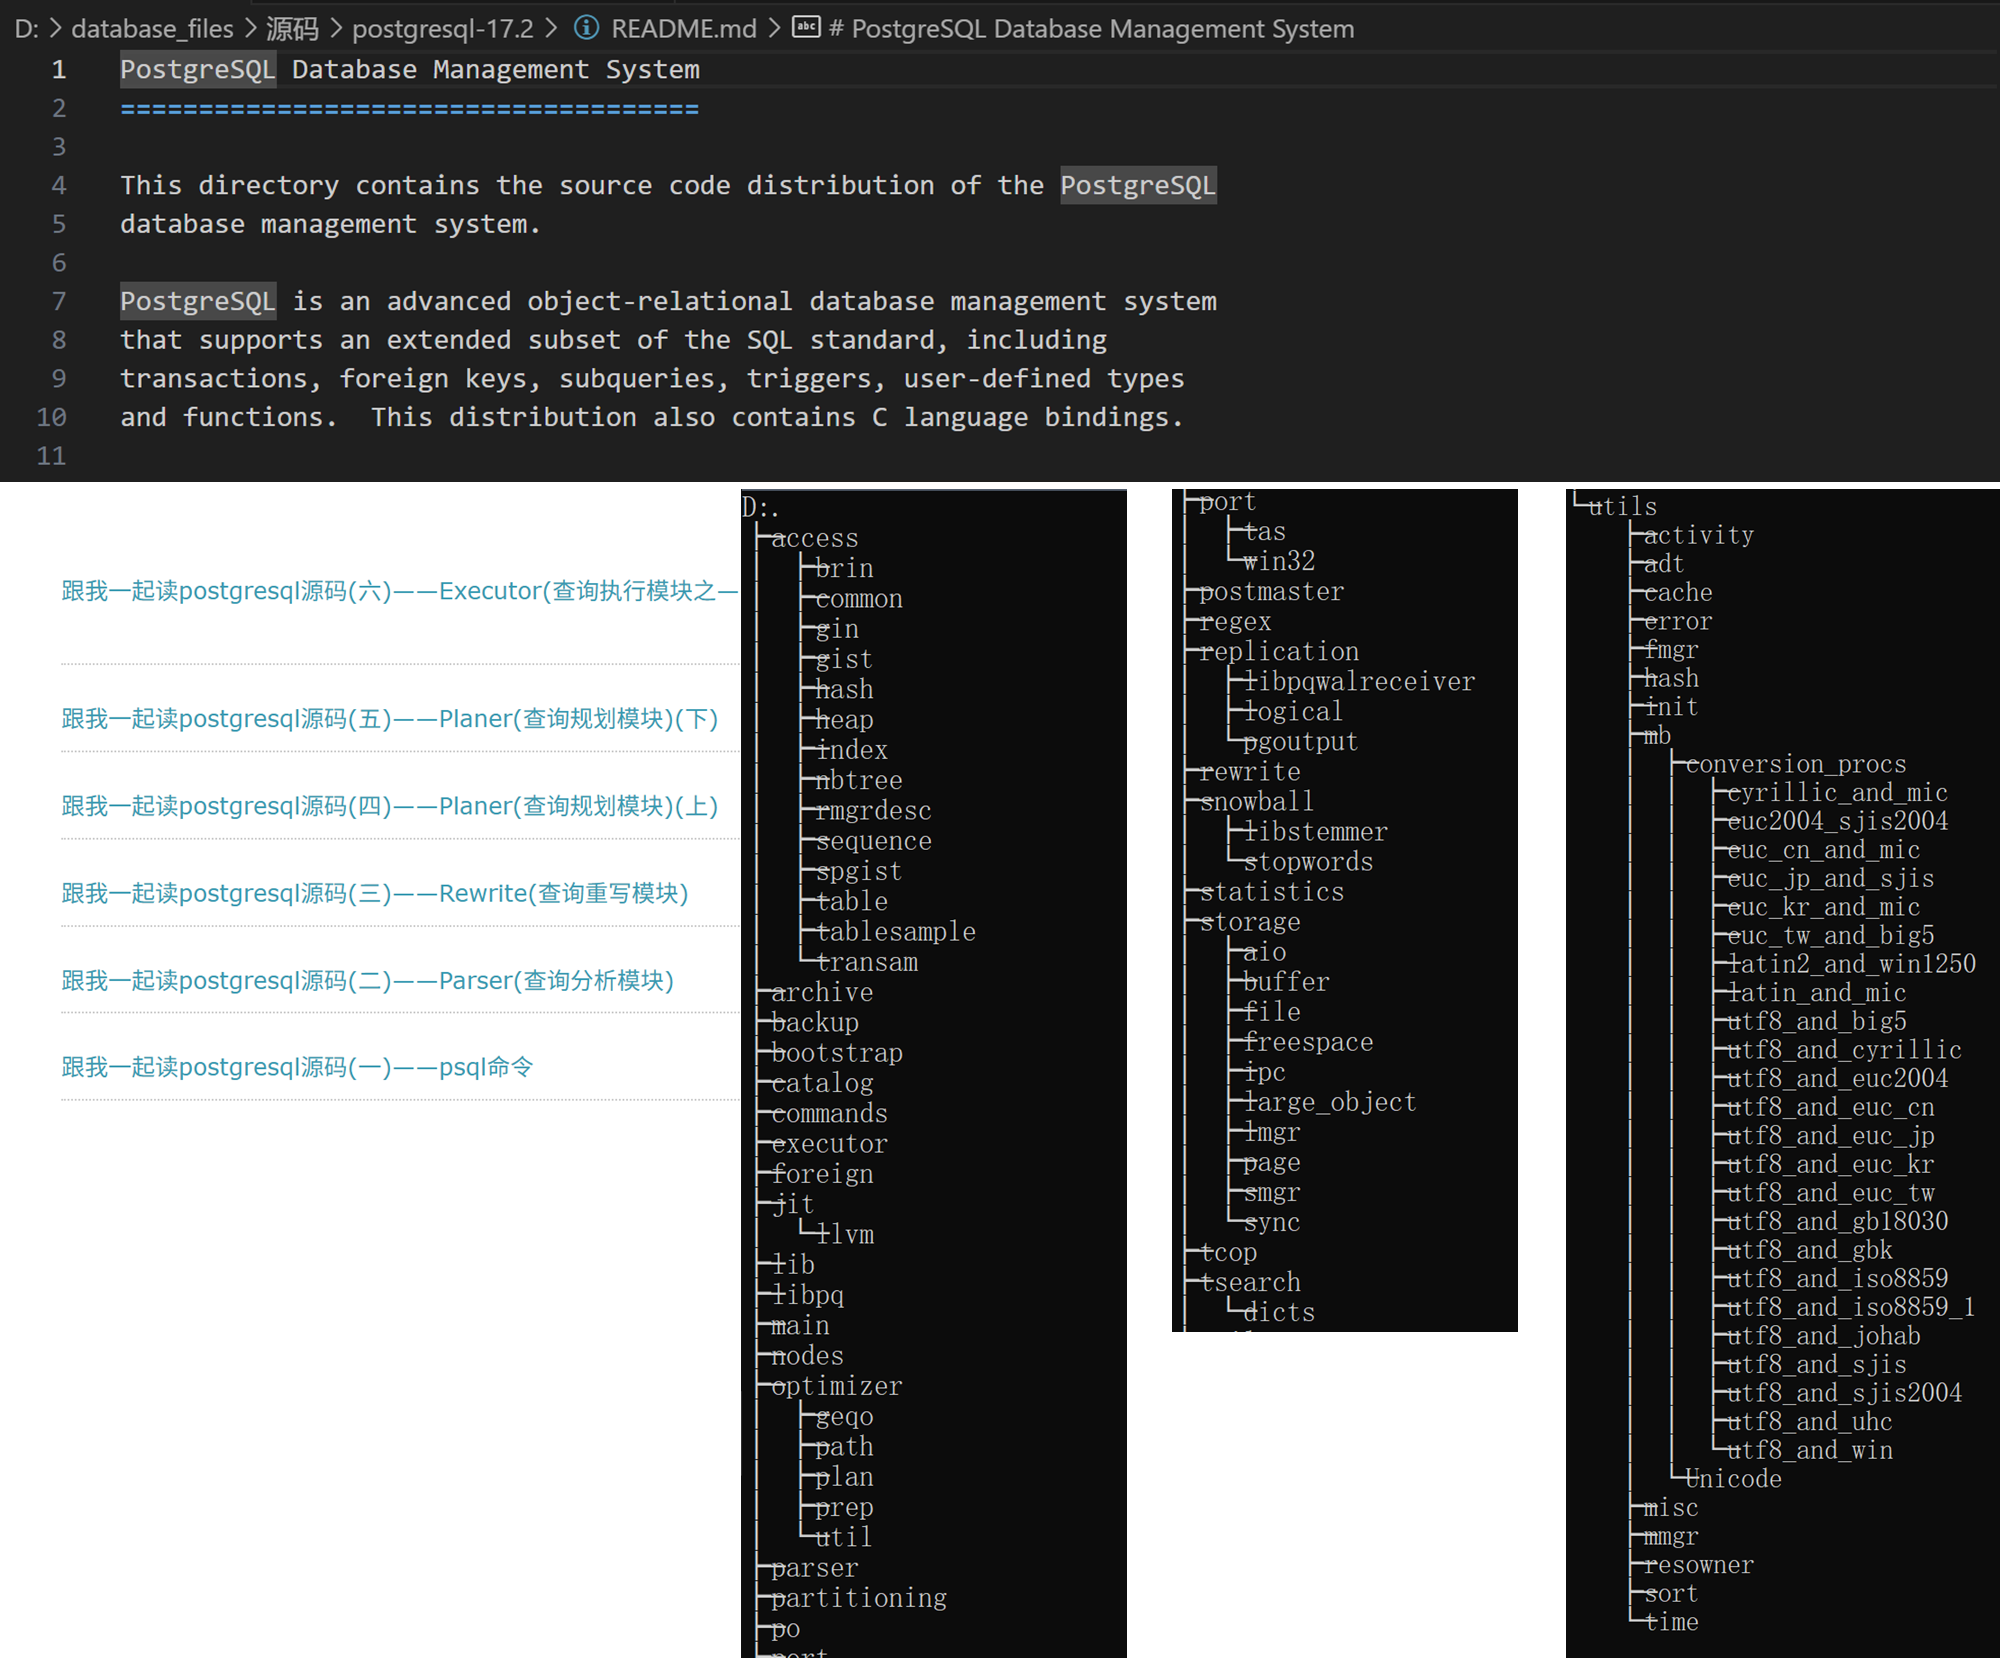 D: > database_files > 源码 > postgresql-17.2 > README.md > # PostgreSQL Database Management System
1 PostgreSQL Database Management System
2 =====================================
3
4 This directory contains the source code distribution of the PostgreSQL
5 database management system.
6
7 PostgreSQL is an advanced object-relational database management system
8 that supports an extended subset of the SQL standard, including
9 transactions, foreign keys, subqueries, triggers, user-defined types
10 and functions.  This distribution also contains C language bindings.
11
跟我一起读postgresql源码(六)——Executor(查询执行模块之—
跟我一起读postgresql源码(五)——Planer(查询规划模块)(下)
跟我一起读postgresql源码(四)——Planer(查询规划模块)(上)
跟我一起读postgresql源码(三)——Rewrite(查询重写模块)
跟我一起读postgresql源码(二)——Parser(查询分析模块)
跟我一起读postgresql源码(一)——psql命令
D:.
├─access
│  ├─brin
│  ├─common
│  ├─gin
│  ├─gist
│  ├─hash
│  ├─heap
│  ├─index
│  ├─nbtree
│  ├─rmgrdesc
│  ├─sequence
│  ├─spgist
│  ├─table
│  ├─tablesample
│  └─transam
├─archive
├─backup
├─bootstrap
├─catalog
├─commands
├─executor
├─foreign
├─jit
│  └─llvm
├─lib
├─libpq
├─main
├─nodes
├─optimizer
│  ├─geqo
│  ├─path
│  ├─plan
│  ├─prep
│  └─util
├─parser
├─partitioning
├─po
├─port
├─port
│  ├─tas
│  └─win32
├─postmaster
├─regex
├─replication
│  ├─libpqwalreceiver
│  ├─logical
│  └─pgoutput
├─rewrite
├─snowball
│  ├─libstemmer
│  └─stopwords
├─statistics
├─storage
│  ├─aio
│  ├─buffer
│  ├─file
│  ├─freespace
│  ├─ipc
│  ├─large_object
│  ├─lmgr
│  ├─page
│  ├─smgr
│  └─sync
├─tcop
├─tsearch
│  └─dicts
└─utils
├─activity
├─adt
├─cache
├─error
├─fmgr
├─hash
├─init
├─mb
│  ├─conversion_procs
│  │  ├─cyrillic_and_mic
│  │  ├─euc2004_sjis2004
│  │  ├─euc_cn_and_mic
│  │  ├─euc_jp_and_sjis
│  │  ├─euc_kr_and_mic
│  │  ├─euc_tw_and_big5
│  │  ├─latin2_and_win1250
│  │  ├─latin_and_mic
│  │  ├─utf8_and_big5
│  │  ├─utf8_and_cyrillic
│  │  ├─utf8_and_euc2004
│  │  ├─utf8_and_euc_cn
│  │  ├─utf8_and_euc_jp
│  │  ├─utf8_and_euc_kr
│  │  ├─utf8_and_euc_tw
│  │  ├─utf8_and_gb18030
│  │  ├─utf8_and_gbk
│  │  ├─utf8_and_iso8859
│  │  ├─utf8_and_iso8859_1
│  │  ├─utf8_and_johab
│  │  ├─utf8_and_sjis
│  │  ├─utf8_and_sjis2004
│  │  ├─utf8_and_uhc
│  │  └─utf8_and_win
│  └─Unicode
├─misc
├─mmgr
├─resowner
├─sort
└─time